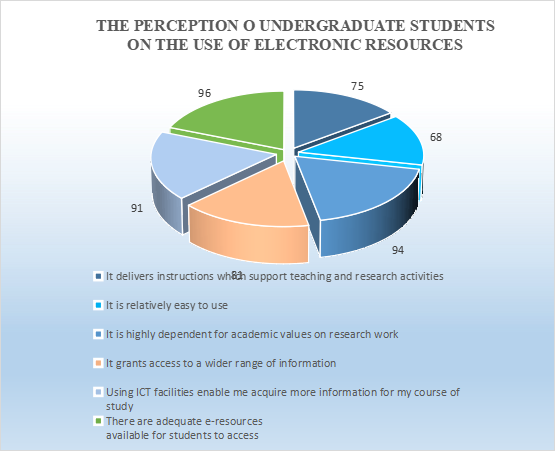 THE PERCEPTION O UNDERGRADUATE STUDENTS
ON THE USE OF ELECTRONIC RESOURCES
96
75
68
91
94
81
It delivers instructions which support teaching and research activities
It is relatively easy to use
It is highly dependent for academic values on research work
It grants access to a wider range of information
Using ICT facilities enable me acquire more information for my course of
study
There are adequate e-resources
available for students to access